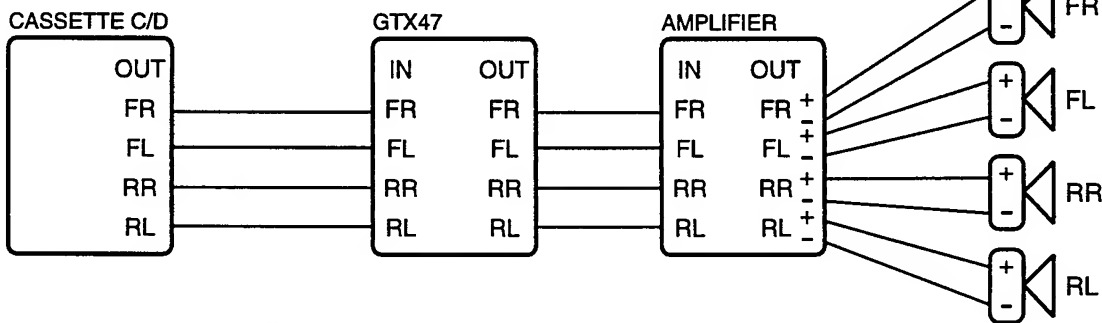 CASSETTE C/D
OUT
FR
FL
RR
RL
GTX47
IN OUT
FR FR
FL FL
RR RR
RL RL
AMPLIFIER
IN OUT
FR FR + -
FL FL + -
RR RR + -
RL RL + -
- FR
+ - FL
+ - RR
+ - RL